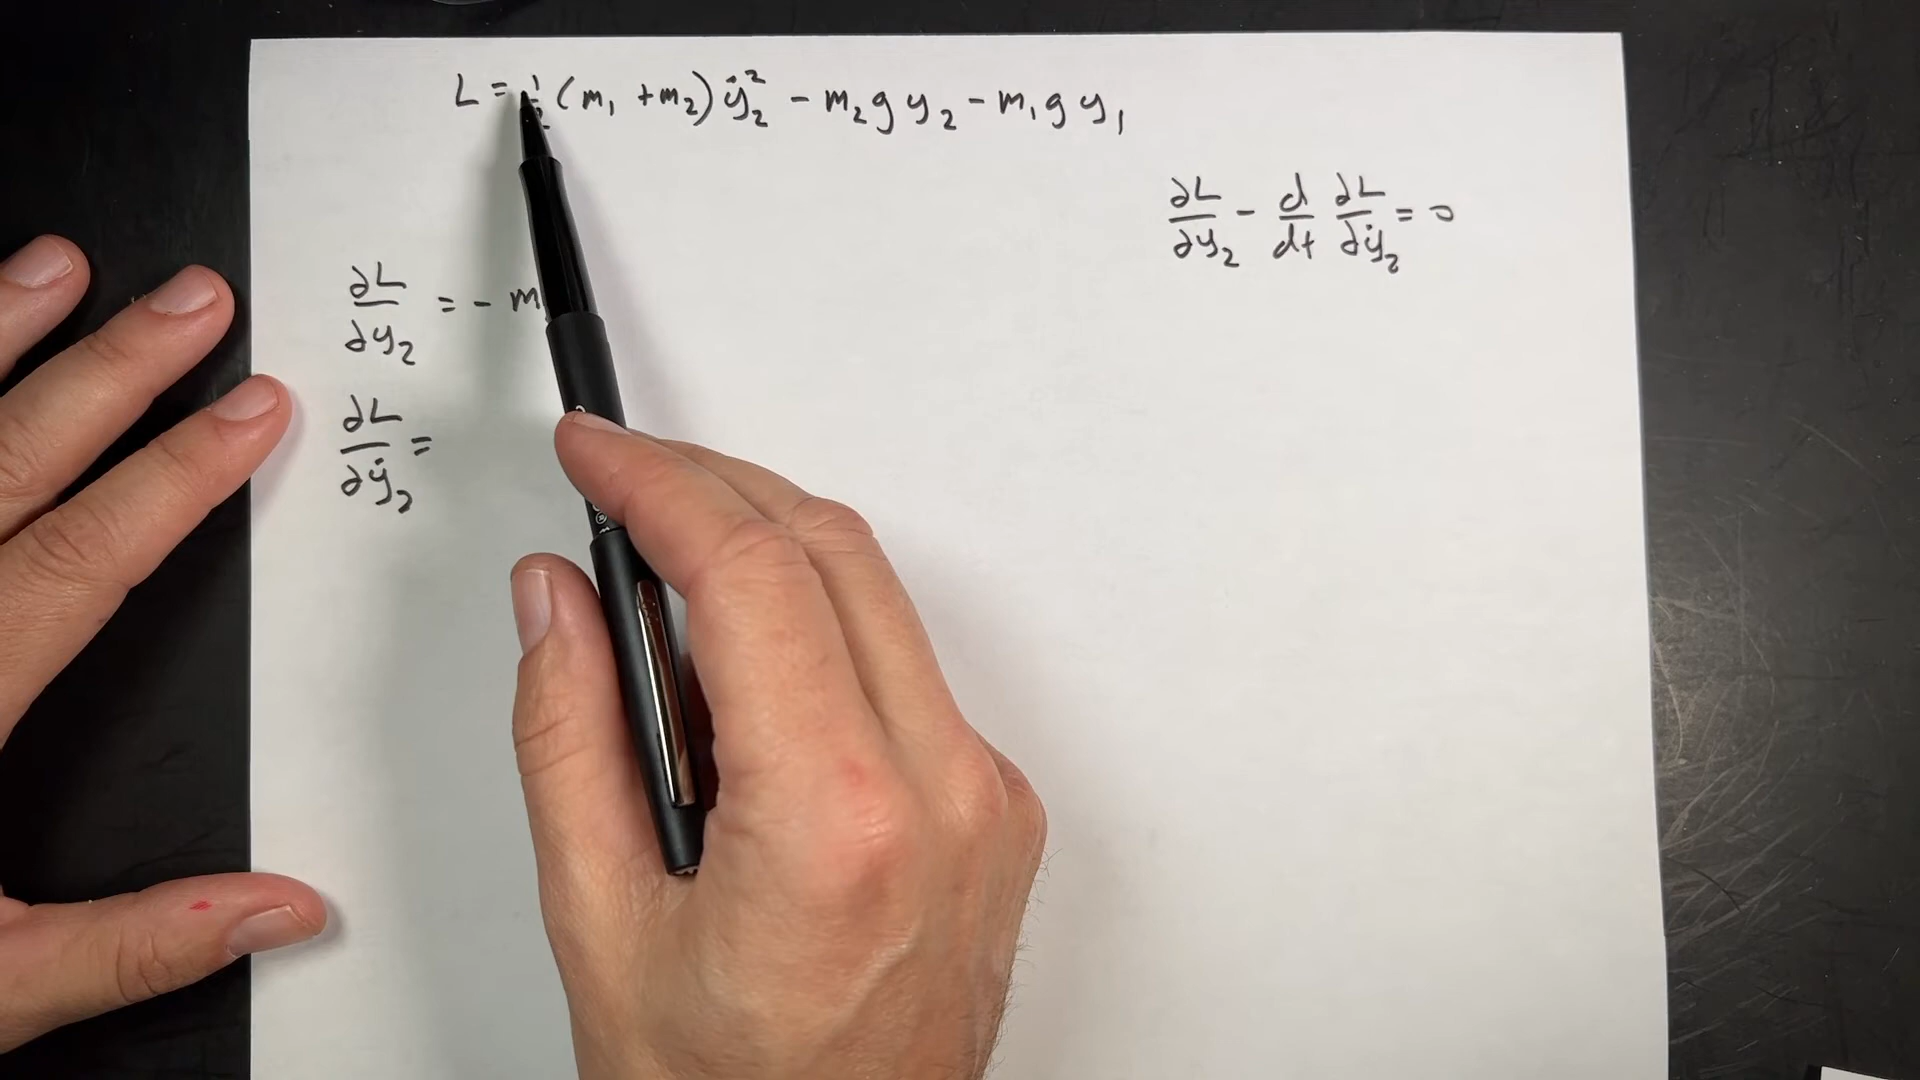 L = ½ (m₁ + m₂) ẏ₂² - m₂ g y₂ - m₁ g y₁
∂L/∂y₂ - d/dt ∂L/∂ẏ₂ = 0
∂L/∂y₂ = - m
∂L/∂ẏ₂ =